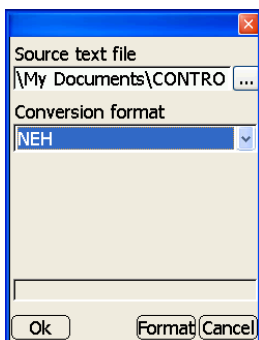 Source text file
\My Documents\CONTRO ...
Conversion format
NEH
Ok Format Cancel